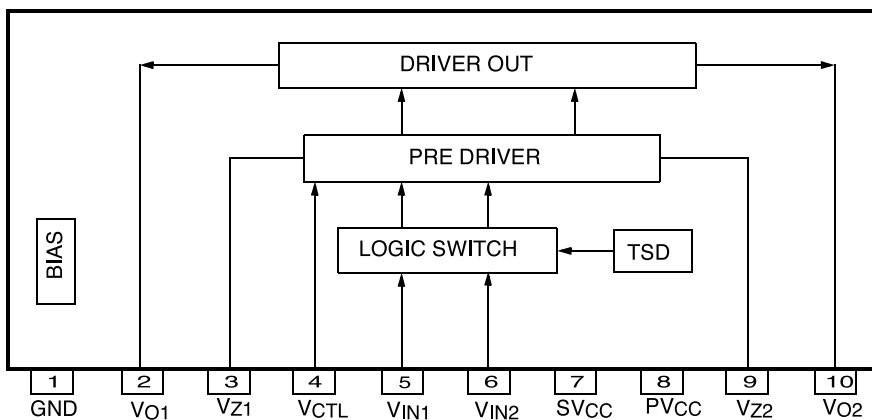 DRIVER OUT
PRE DRIVER
LOGIC SWITCH
TSD
BIAS
1 2 3 4 5 6 7 8 9 10
GND VO1 VZ1 VCTL VIN1 VIN2 SVCC PVCC VZ2 VO2